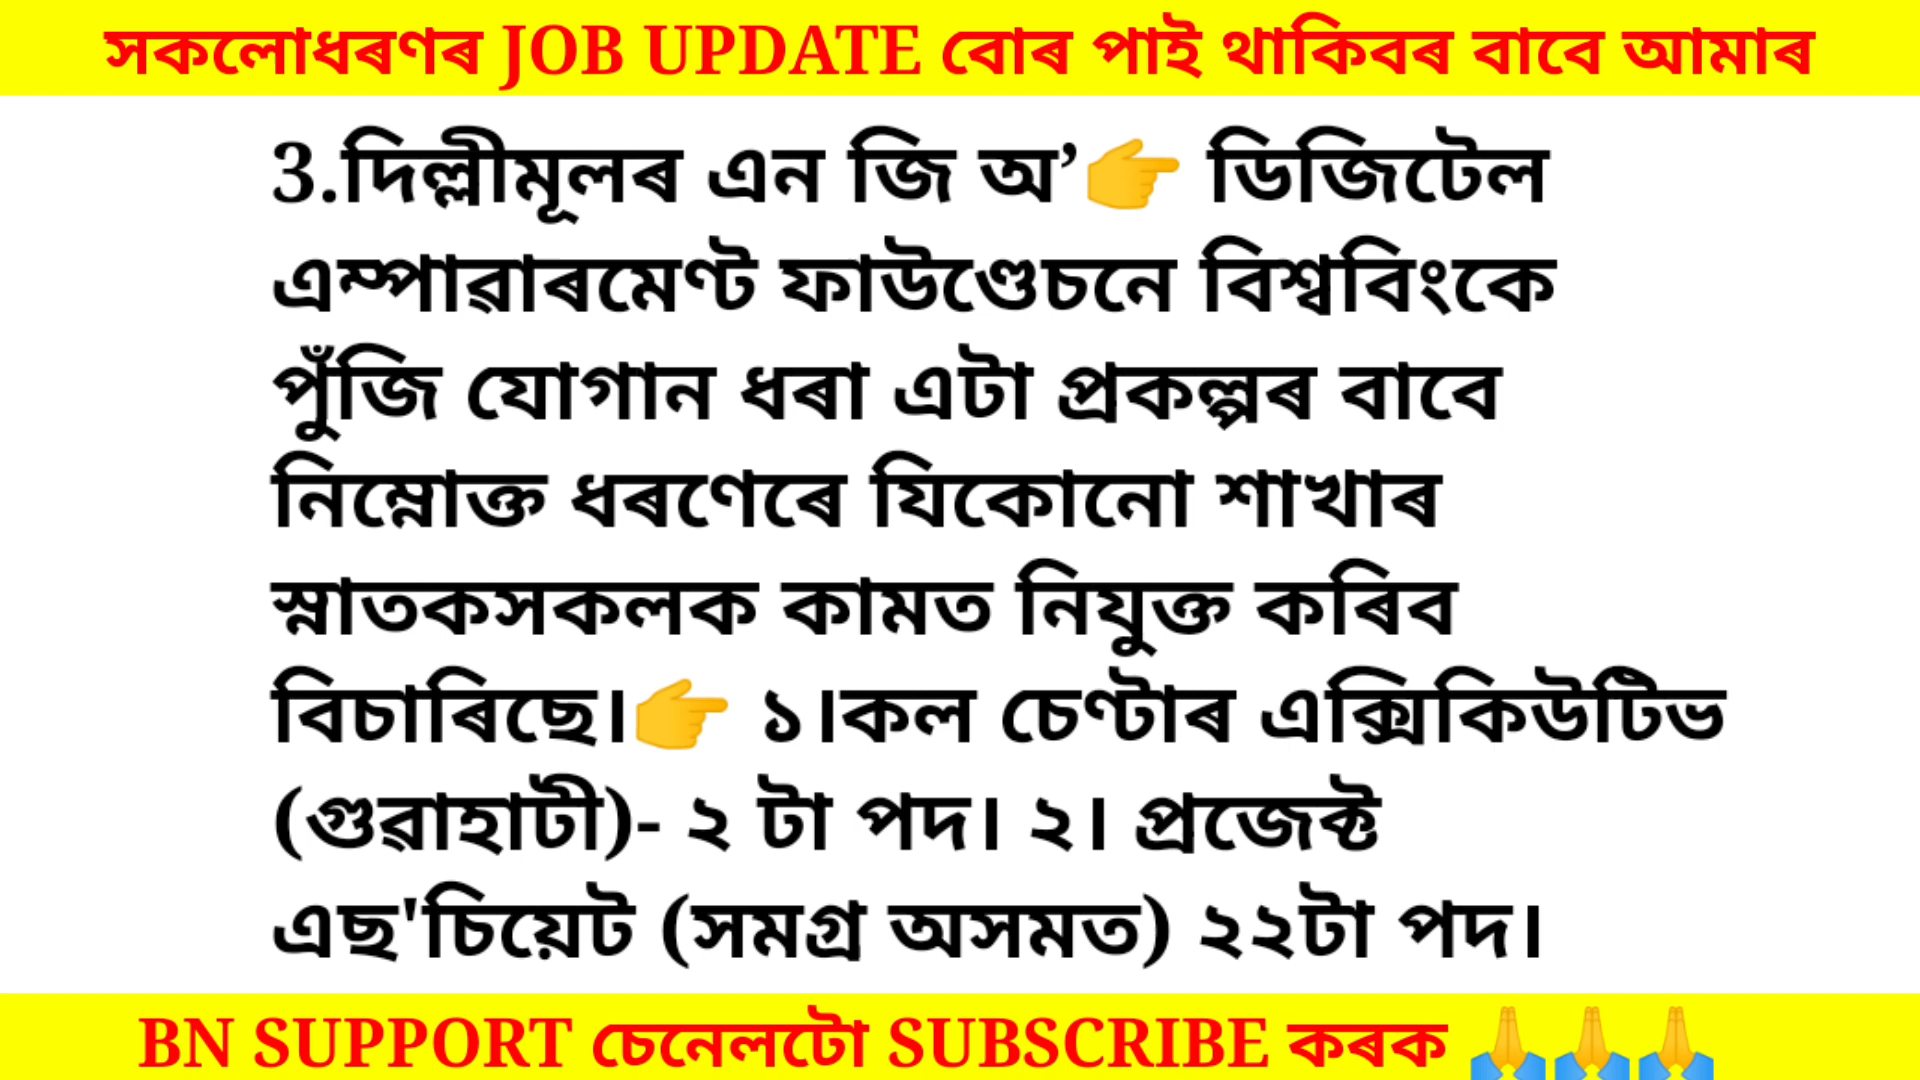 সকলোধৰণৰ JOB UPDATE বোৰ পাই থাকিবৰ বাবে আমাৰ
3.দিল্লীমূলৰ এন জি অ’👉 ডিজিটেল
এম্পাৱাৰমেণ্ট ফাউণ্ডেচনে বিশ্ববিংকে
পুঁজি যোগান ধৰা এটা প্ৰকল্পৰ বাবে
নিম্নোক্ত ধৰণেৰে যিকোনো শাখাৰ
স্নাতকসকলক কামত নিযুক্ত কৰিব
বিচাৰিছে।👉 ১।কল চেণ্টাৰ এক্সিকিউটিভ
(গুৱাহাটী)- ২ টা পদ। ২। প্ৰজেক্ট
এছ'চিয়েট (সমগ্ৰ অসমত) ২২টা পদ।
BN SUPPORT চেনেলটো SUBSCRIBE কৰক 🙏🙏🙏